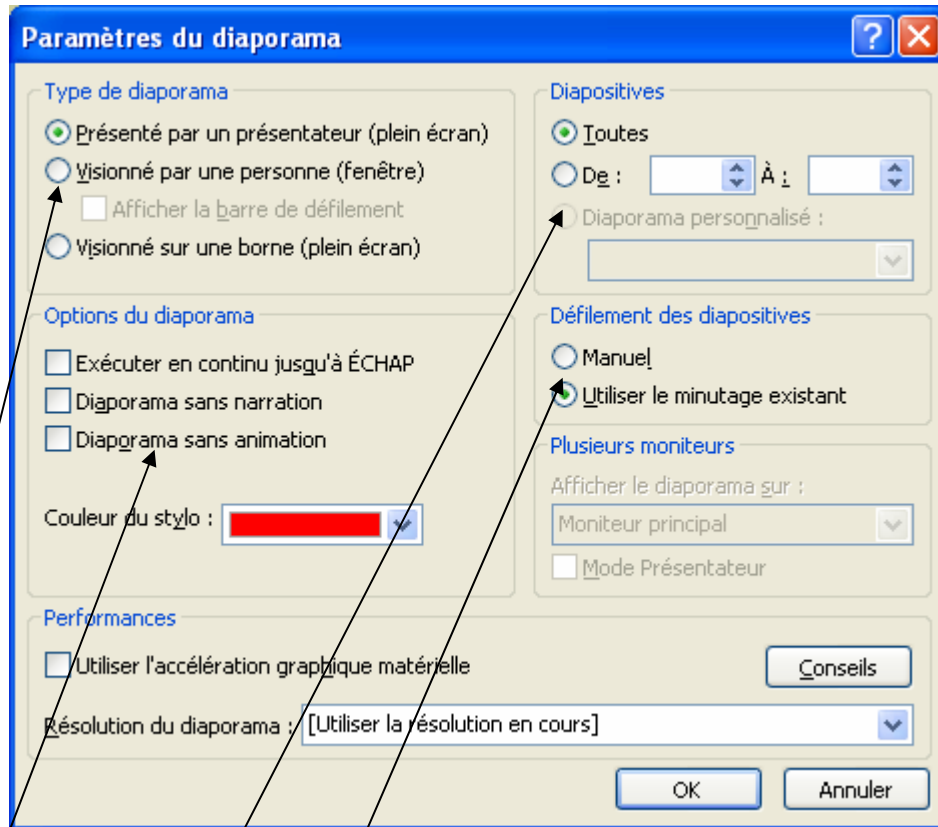 Paramètres du diaporama
Type de diaporama
Présenté par un présentateur (plein écran)
Visionné par une personne (fenêtre)
Afficher la barre de défilement
Visionné sur une borne (plein écran)
Diapositives
Toutes
De : À :
Diaporama personnalisé :
Options du diaporama
Exécuter en continu jusqu'à ÉCHAP
Diaporama sans narration
Diaporama sans animation
Couleur du stylo :
Défilement des diapositives
Manuel
Utiliser le minutage existant
Plusieurs moniteurs
Afficher le diaporama sur :
Moniteur principal
Mode Présentateur
Performances
Utiliser l'accélération graphique matérielle
Conseils
Résolution du diaporama : [Utiliser la résolution en cours]
OK Annuler